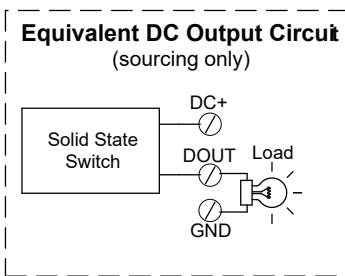 Equivalent DC Output Circuit
(sourcing only)
DC+
Solid State
Switch
DOUT
Load
GND